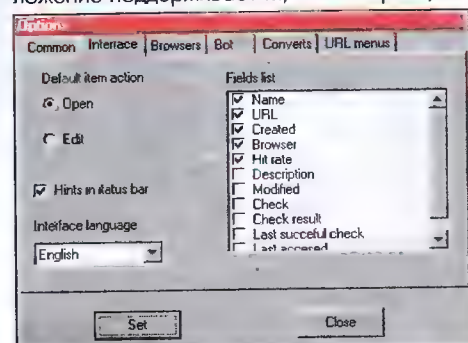 Options
Common Interface Browsers Bot Converts URL menus
Default item action
Open
Edit
Hints in status bar
Interface language
English
Fields list
Name
URL
Created
Browser
Hit rate
Description
Modified
Check
Check result
Last succeful check
Set
Close